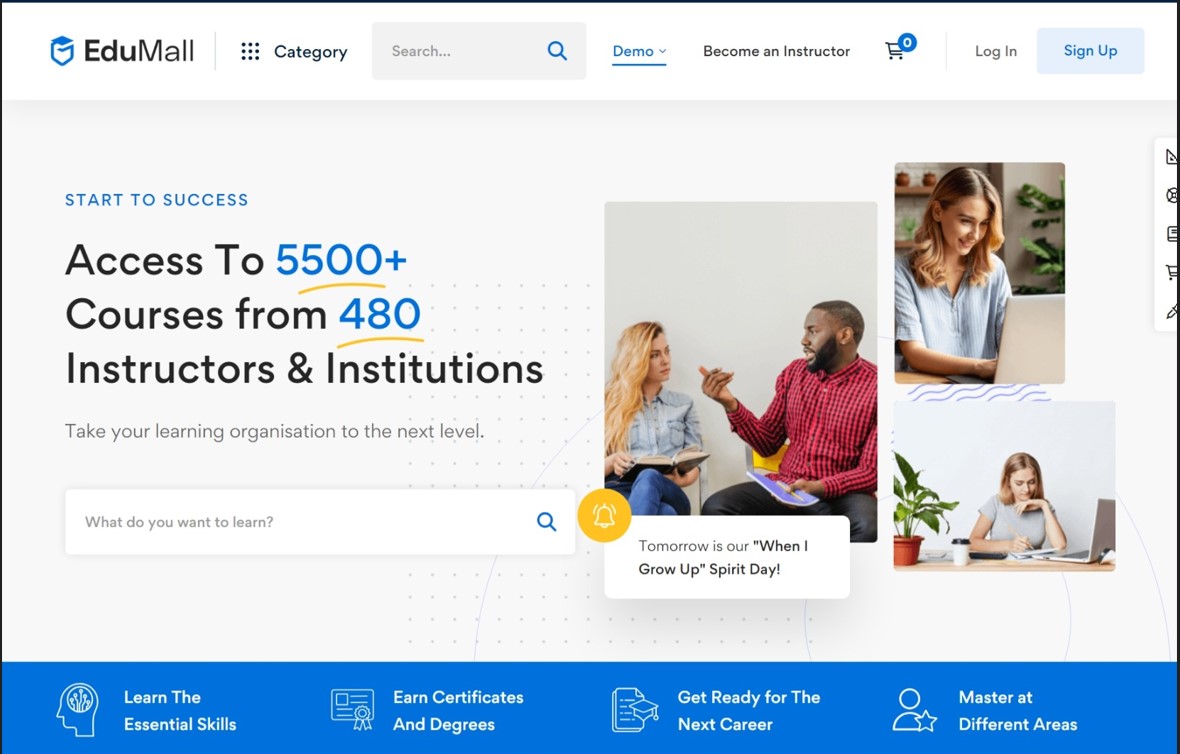 EduMall
Category
Search...
Demo
Become an Instructor
0
Log In
Sign Up
START TO SUCCESS
Access To 5500+
Courses from 480
Instructors & Institutions
Take your learning organisation to the next level.
What do you want to learn?
Tomorrow is our "When I
Grow Up" Spirit Day!
Learn The
Essential Skills
Earn Certificates
And Degrees
Get Ready for The
Next Career
Master at
Different Areas